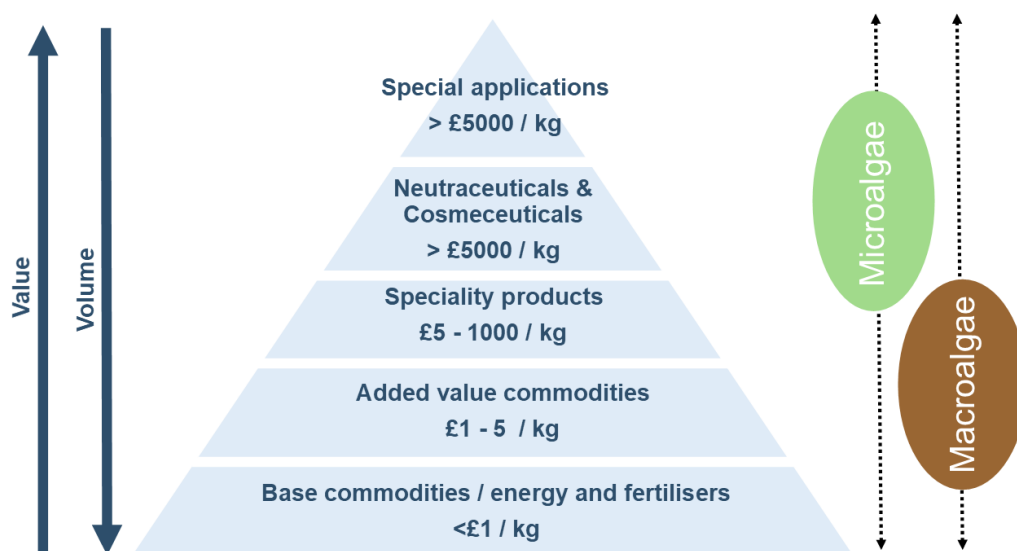 Value
Volume
Special applications
> £5000 / kg
Neutraceuticals &
Cosmeceuticals
> £5000 / kg
Speciality products
£5 - 1000 / kg
Added value commodities
£1 - 5 / kg
Base commodities / energy and fertilisers
<£1 / kg
Microalgae
Macroalgae